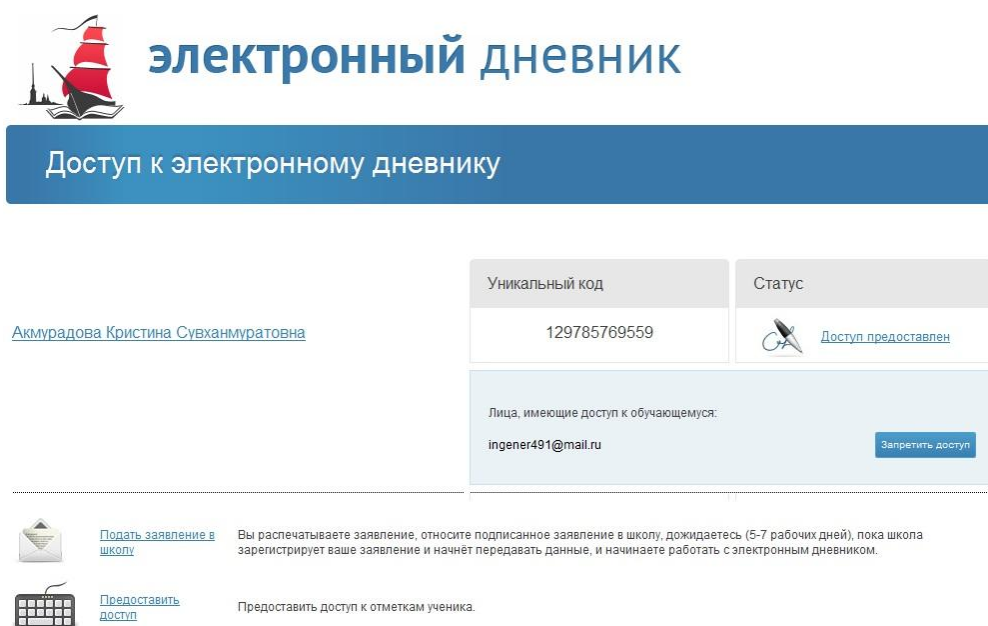 электронный дневник
Доступ к электронному дневнику
Уникальный код
Статус
Акмурадова Кристина Сувханмуратовна
129785769559
Доступ предоставлен
Лица, имеющие доступ к обучающемуся:
ingener491@mail.ru
Запретить доступ
Подать заявление в
школу
Вы распечатываете заявление, относите подписанное заявление в школу, дожидаетесь (5-7 рабочих дней), пока школа
зарегистрирует ваше заявление и начнёт передавать данные, и начинаете работать с электронным дневником.
Предоставить
доступ
Предоставить доступ к отметкам ученика.